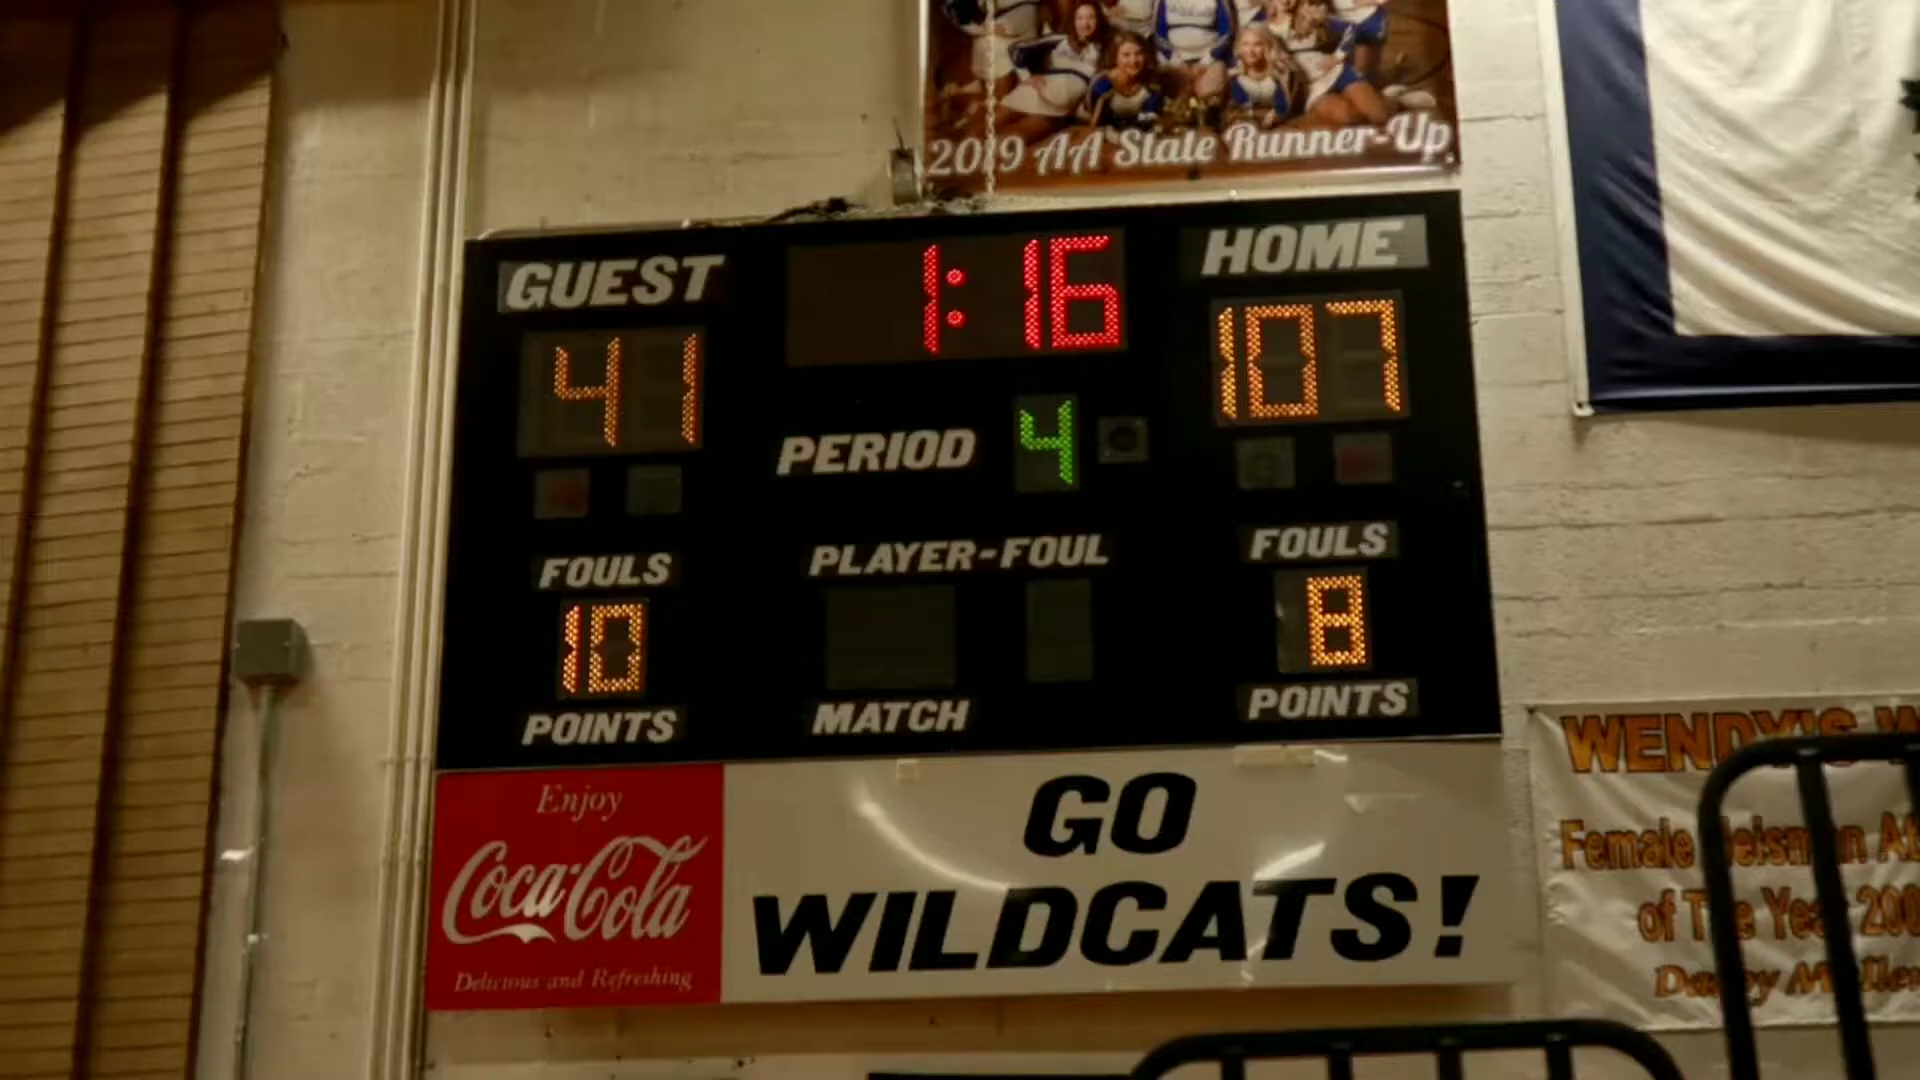 2019 AA State Runner-Up
GUEST
1:16
HOME
41
107
PERIOD 4
FOULS
PLAYER-FOUL
FOULS
10
8
POINTS
MATCH
POINTS
Enjoy
Coca-Cola
Delicious and Refreshing
GO
WILDCATS!
WENDY'S
Female
of The Year